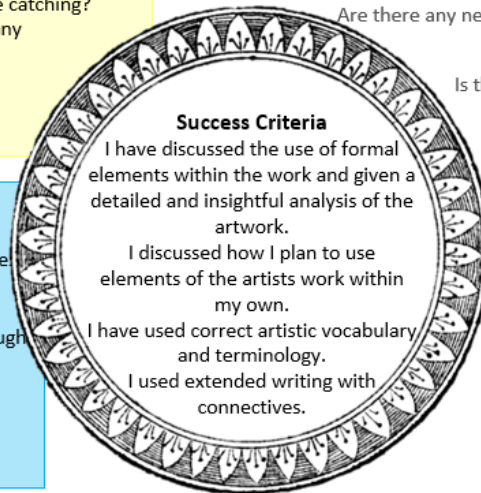 e catching?
ny
Are there any ne
Is t
Success Criteria
I have discussed the use of formal
elements within the work and given a
detailed and insightful analysis of the
artwork.
I discussed how I plan to use
elements of the artists work within
my own.
I have used correct artistic vocabulary
and terminology.
I used extended writing with
connectives.
e
ugh